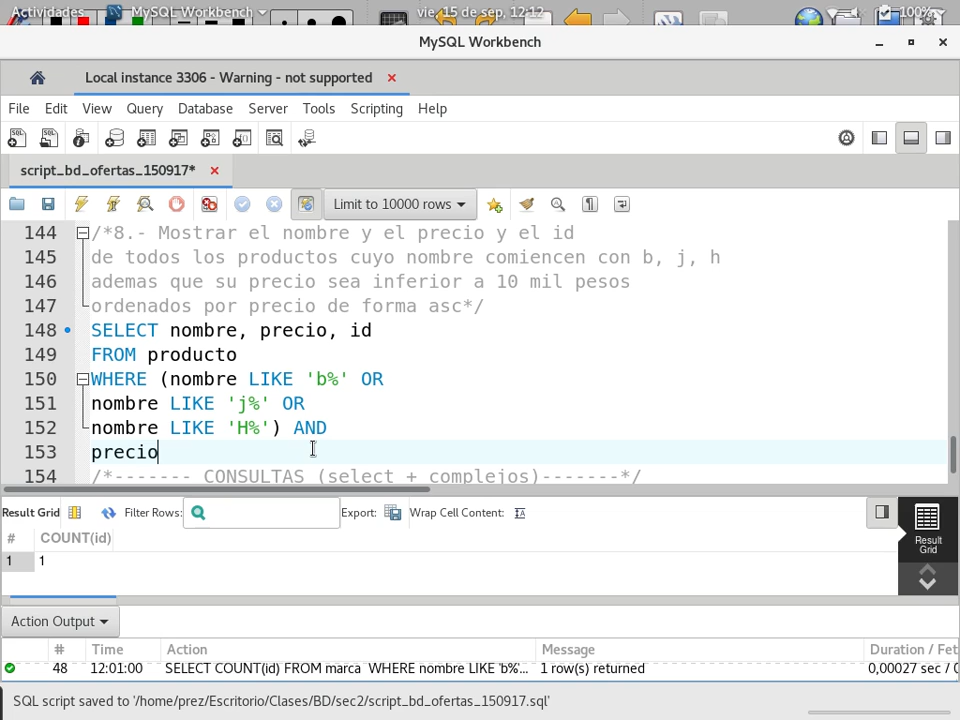 Actividades MySQL Workbench vie, 15 de sep, 12:12 100%
MySQL Workbench
Local instance 3306 - Warning - not supported
File Edit View Query Database Server Tools Scripting Help
script_bd_ofertas_150917*
Limit to 10000 rows
144 /*8.- Mostrar el nombre y el precio y el id
145 de todos los productos cuyo nombre comiencen con b, j, h
146 ademas que su precio sea inferior a 10 mil pesos
147 ordenados por precio de forma asc*/
148 SELECT nombre, precio, id
149 FROM producto
150 WHERE (nombre LIKE 'b%' OR
151 nombre LIKE 'j%' OR
152 nombre LIKE 'H%') AND
153 precio
154 /*------- CONSULTAS (select + complejos)-------*/
Result Grid Filter Rows: Export: Wrap Cell Content:
# COUNT(id)
1 1
Result Grid
Action Output
# Time Action Message Duration / Fet
48 12:01:00 SELECT COUNT(id) FROM marca WHERE nombre LIKE 'b%'... 1 row(s) returned 0,00027 sec / 0
SQL script saved to '/home/prez/Escritorio/Clases/BD/sec2/script_bd_ofertas_150917.sql'